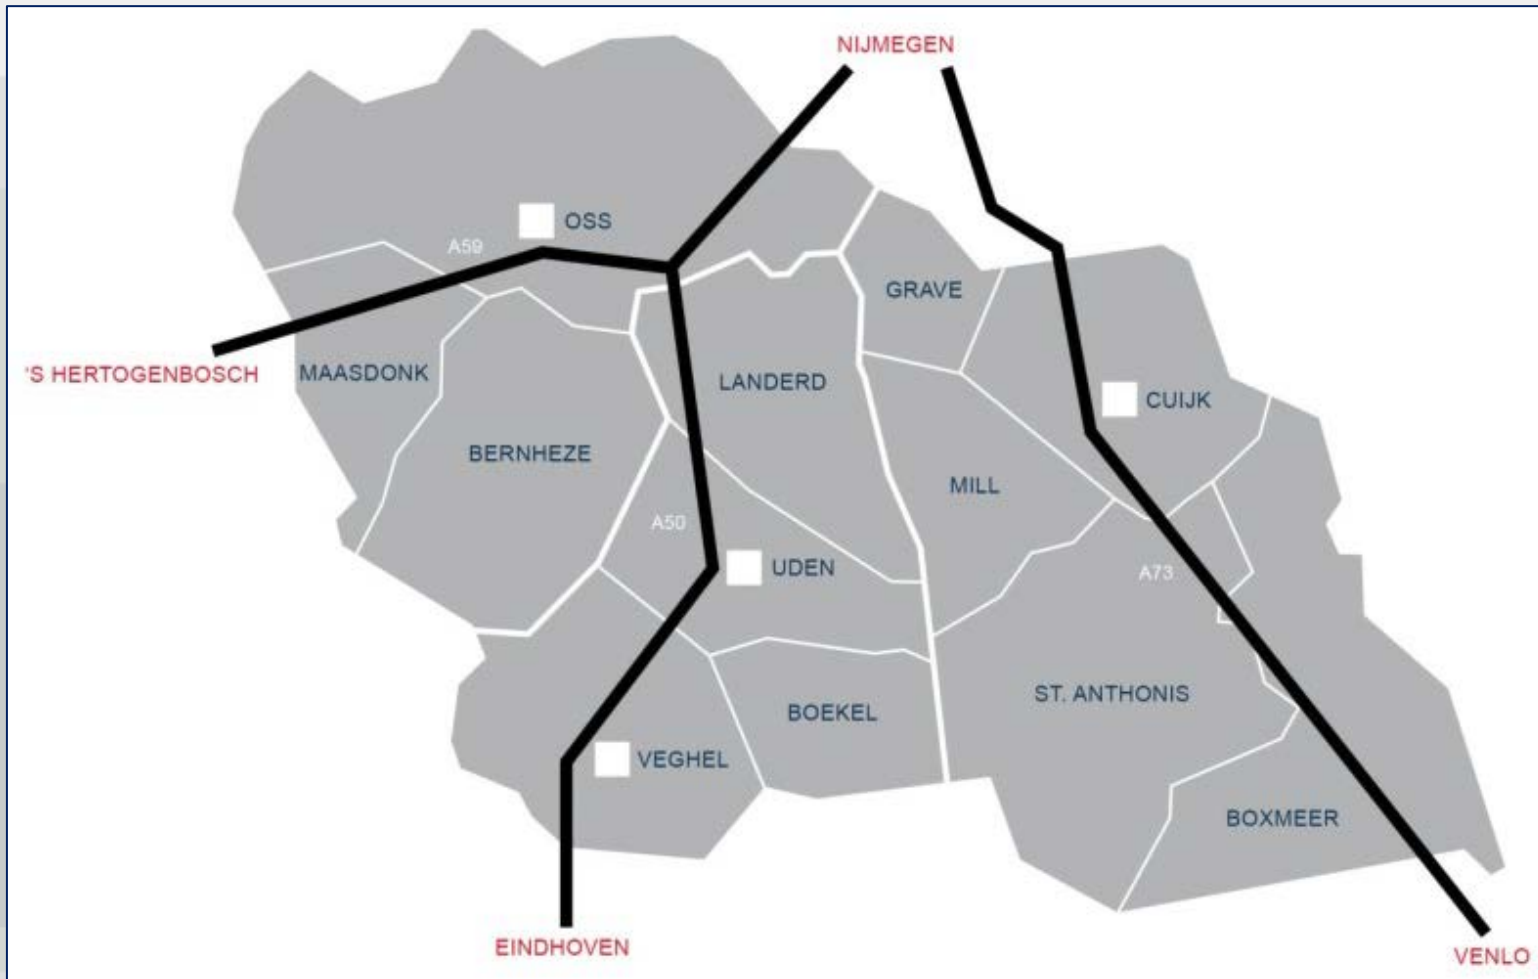 NIJMEGEN
OSS
A59
GRAVE
'S HERTOGENBOSCH
MAASDONK
LANDERD
CUIJK
BERNHEZE
MILL
A50
UDEN
A73
ST. ANTHONIS
BOEKEL
VEGHEL
BOXMEER
EINDHOVEN
VENLO